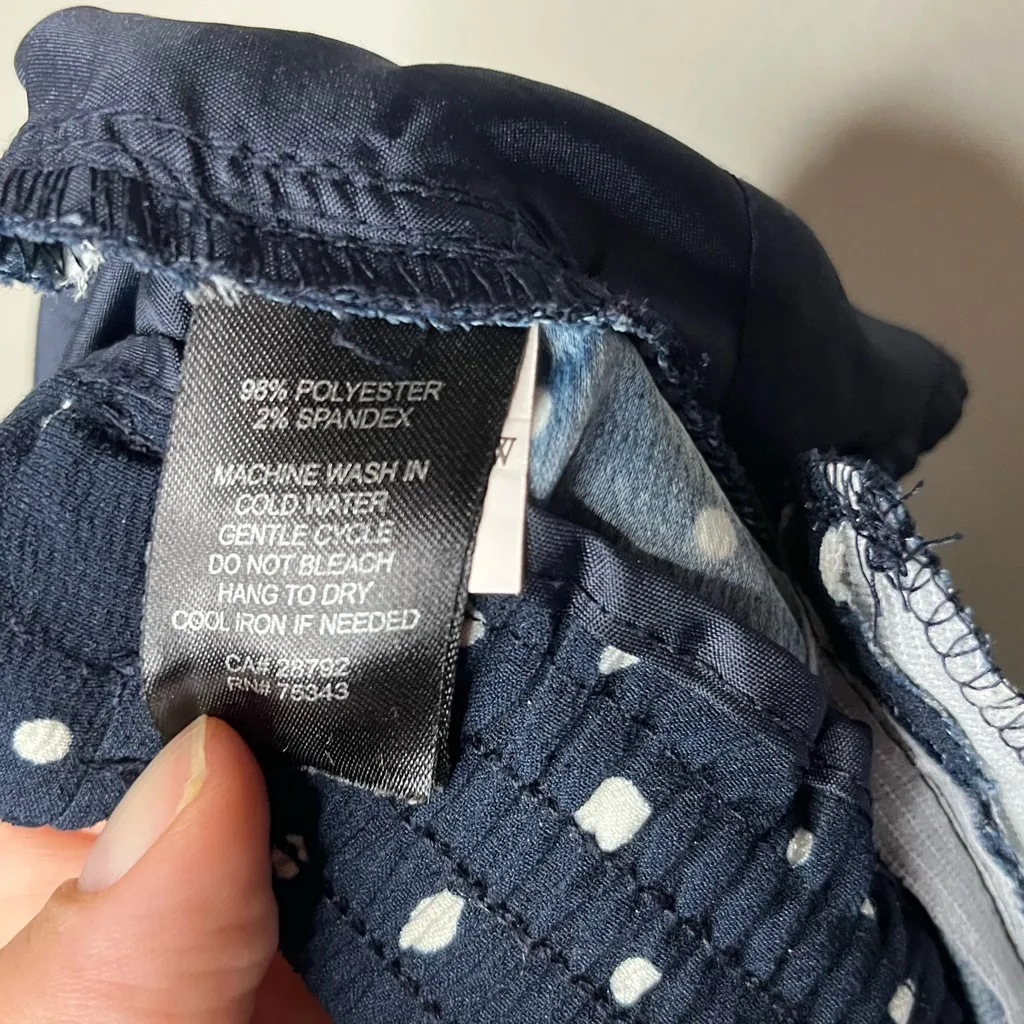 98% POLYESTER
2% SPANDEX
MACHINE WASH IN
COLD WATER
GENTLE CYCLE
DO NOT BLEACH
HANG TO DRY
COOL IRON IF NEEDED
CA# 28792
RN# 75343
W